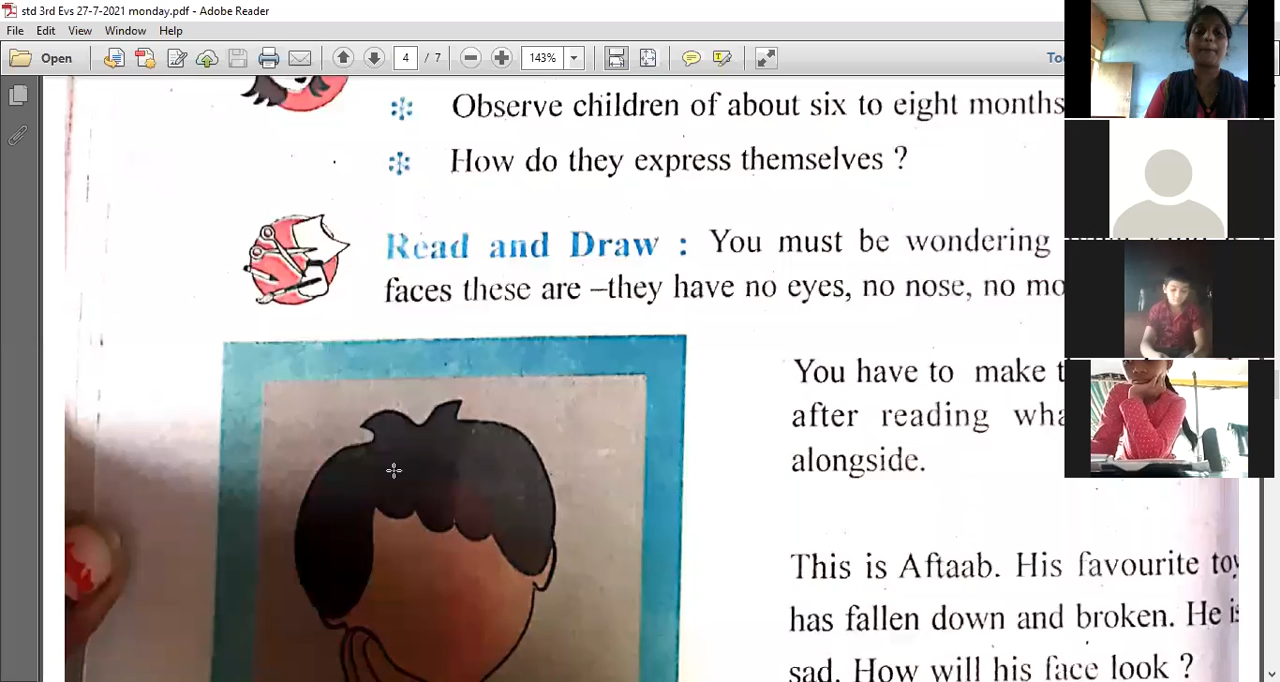 std 3rd Evs 27-7-2021 monday.pdf - Adobe Reader
File Edit View Window Help
Open 4 / 7 143%
Observe children of about six to eight months
How do they express themselves ?
Read and Draw : You must be wondering
faces these are –they have no eyes, no nose, no
You have to make
after reading
alongside.
This is Aftaab. His favourite toy
has fallen down and broken. He is
sad. How will his face look ?